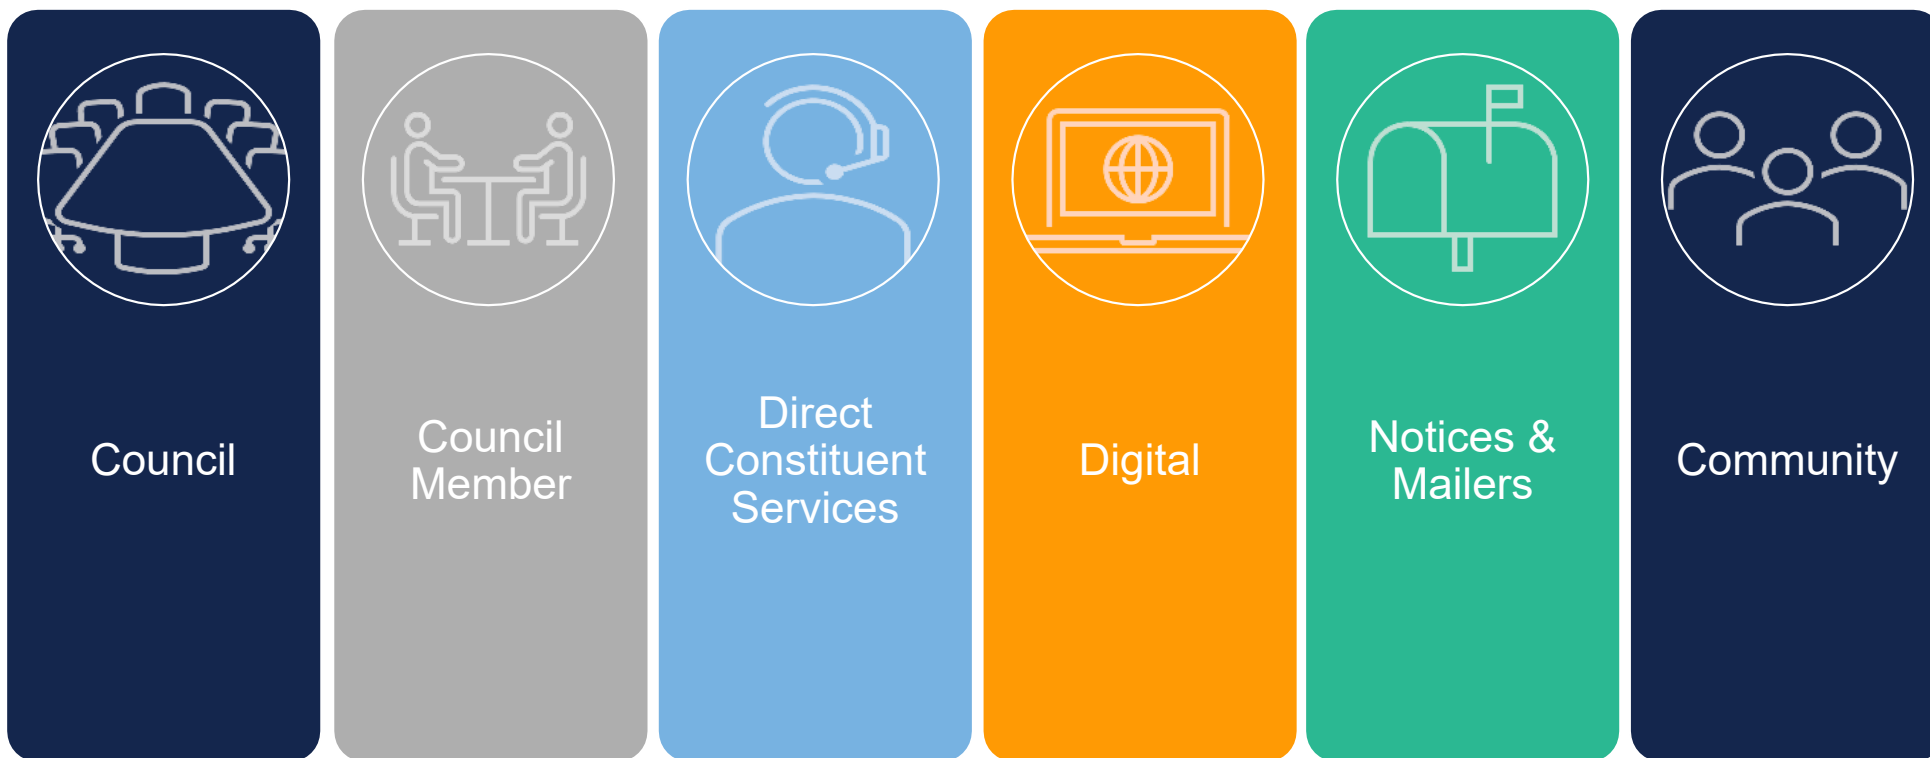 Council
Council
Member
Direct
Constituent
Services
Digital
Notices &
Mailers
Community